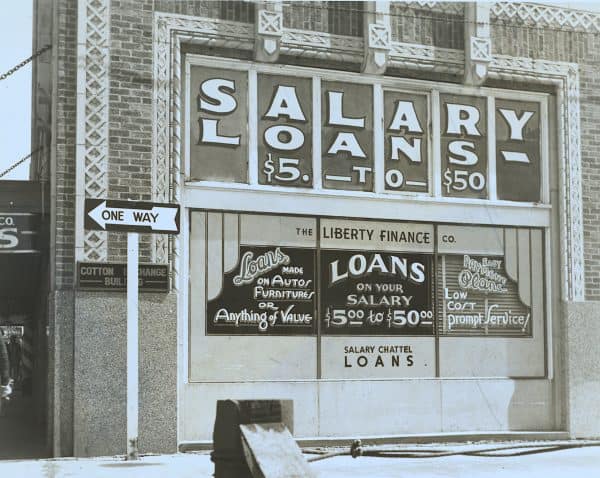 SALARY
LOANS —
$5. - TO - $50
ONE WAY
CO
S
COTTON EXCHANGE
BUILDING
THE LIBERTY FINANCE CO.
Loans MADE
ON AUTOS
FURNITURES
OR
Anything of Value
LOANS
ON YOUR
SALARY
$5.00 to $50.00
EASY
Plans
LOW
COST
prompt Service!
SALARY CHATTEL
LOANS.